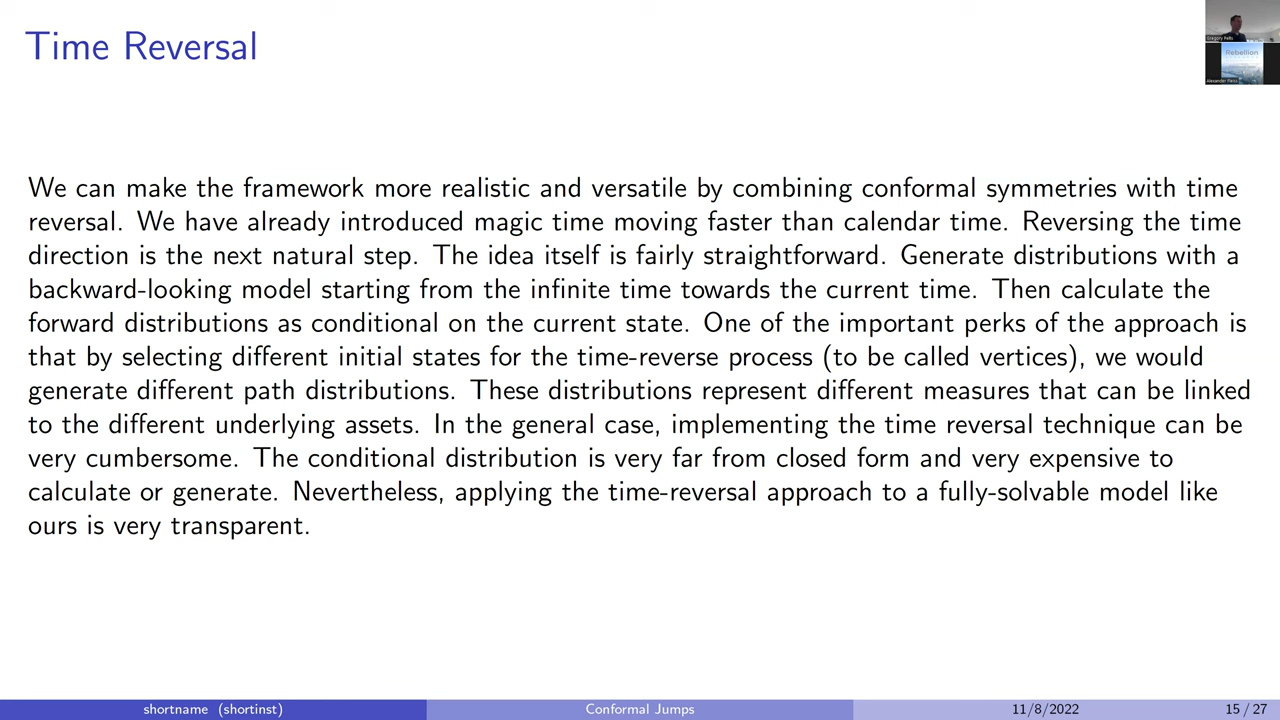 Time Reversal
Gregory Pelts
Rebellion
We can make the framework more realistic and versatile by combining conformal symmetries with time
reversal. We have already introduced magic time moving faster than calendar time. Reversing the time
direction is the next natural step. The idea itself is fairly straightforward. Generate distributions with a
backward-looking model starting from the infinite time towards the current time. Then calculate the
forward distributions as conditional on the current state. One of the important perks of the approach is
that by selecting different initial states for the time-reverse process (to be called vertices), we would
generate different path distributions. These distributions represent different measures that can be linked
to the different underlying assets. In the general case, implementing the time reversal technique can be
very cumbersome. The conditional distribution is very far from closed form and very expensive to
calculate or generate. Nevertheless, applying the time-reversal approach to a fully-solvable model like
ours is very transparent.
shortname (shortinst) Conformal Jumps 11/8/2022 15 / 27